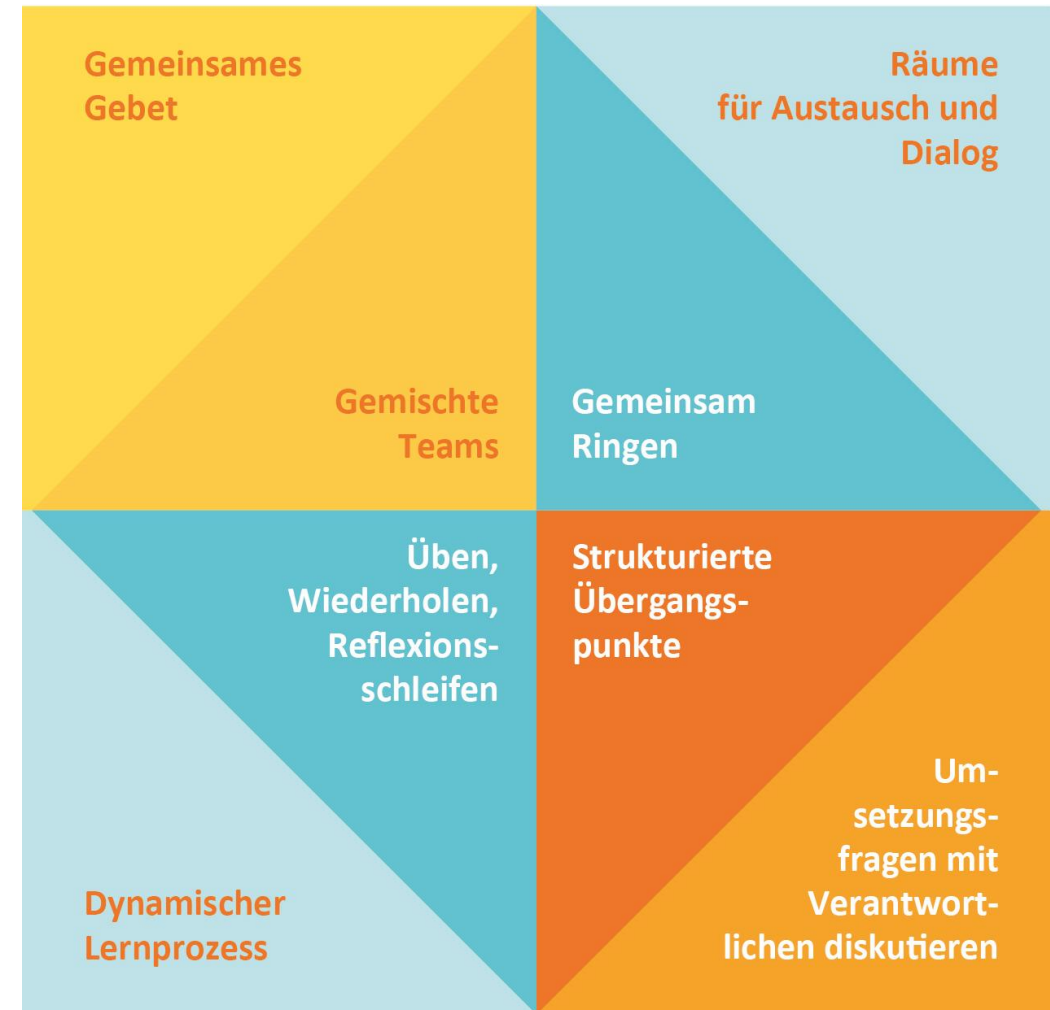 Gemeinsames
Gebet
Räume
für Austausch und
Dialog
Gemischte
Teams
Gemeinsam
Ringen
Üben,
Wiederholen,
Reflexions-
schleifen
Strukturierte
Übergangs-
punkte
Dynamischer
Lernprozess
Um-
setzungs-
fragen mit
Verantwort-
lichen diskutieren